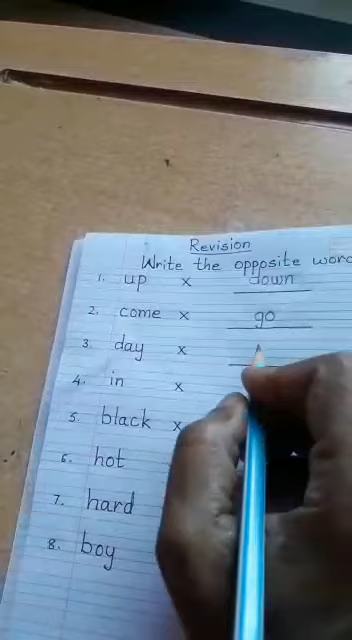 Revision
Write the opposite word
1. up x down
2. come x go
3. day x
4. in x
5. black x
6. hot
7. hard
8. boy